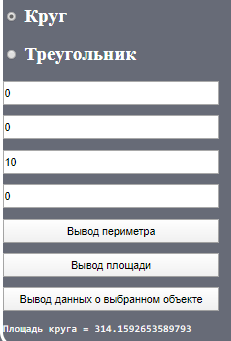 Круг
Треугольник
0
0
10
0
Вывод периметра
Вывод площади
Вывод данных о выбранном объекте
Площадь круга = 314.1592653589793